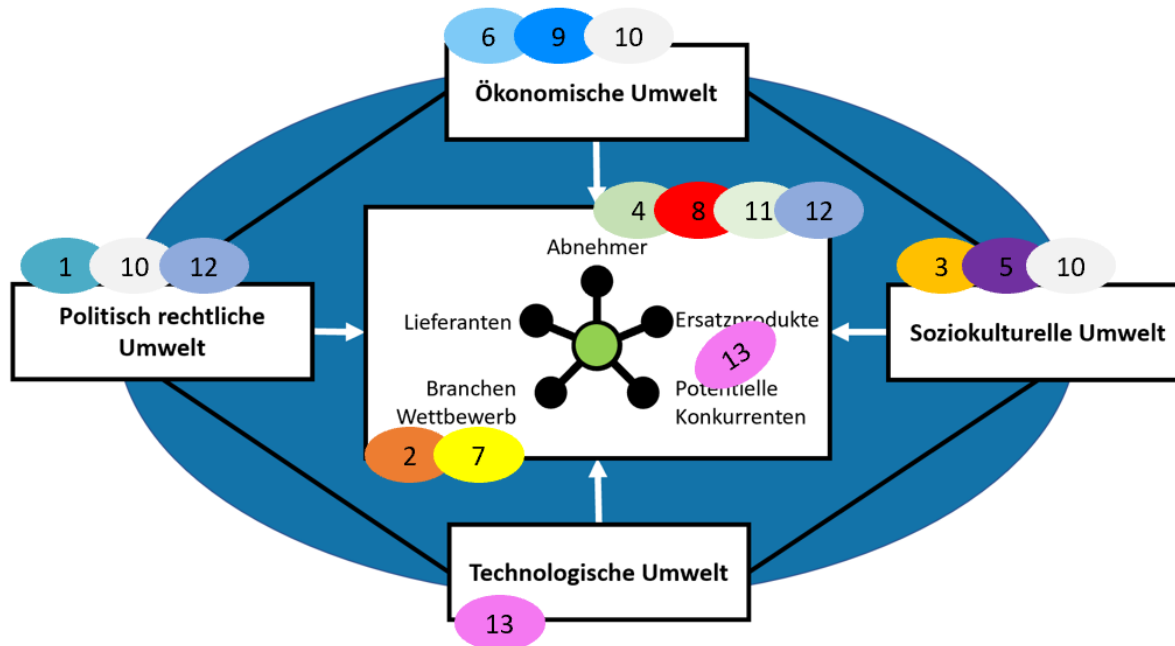 6 9 10
Ökonomische Umwelt
4 8 11 12
Abnehmer
1 10 12
3 5 10
Politisch rechtliche
Umwelt
Lieferanten
Ersatzprodukte
Soziokulturelle Umwelt
13
Branchen
Wettbewerb
Potentielle
Konkurrenten
2 7
Technologische Umwelt
13